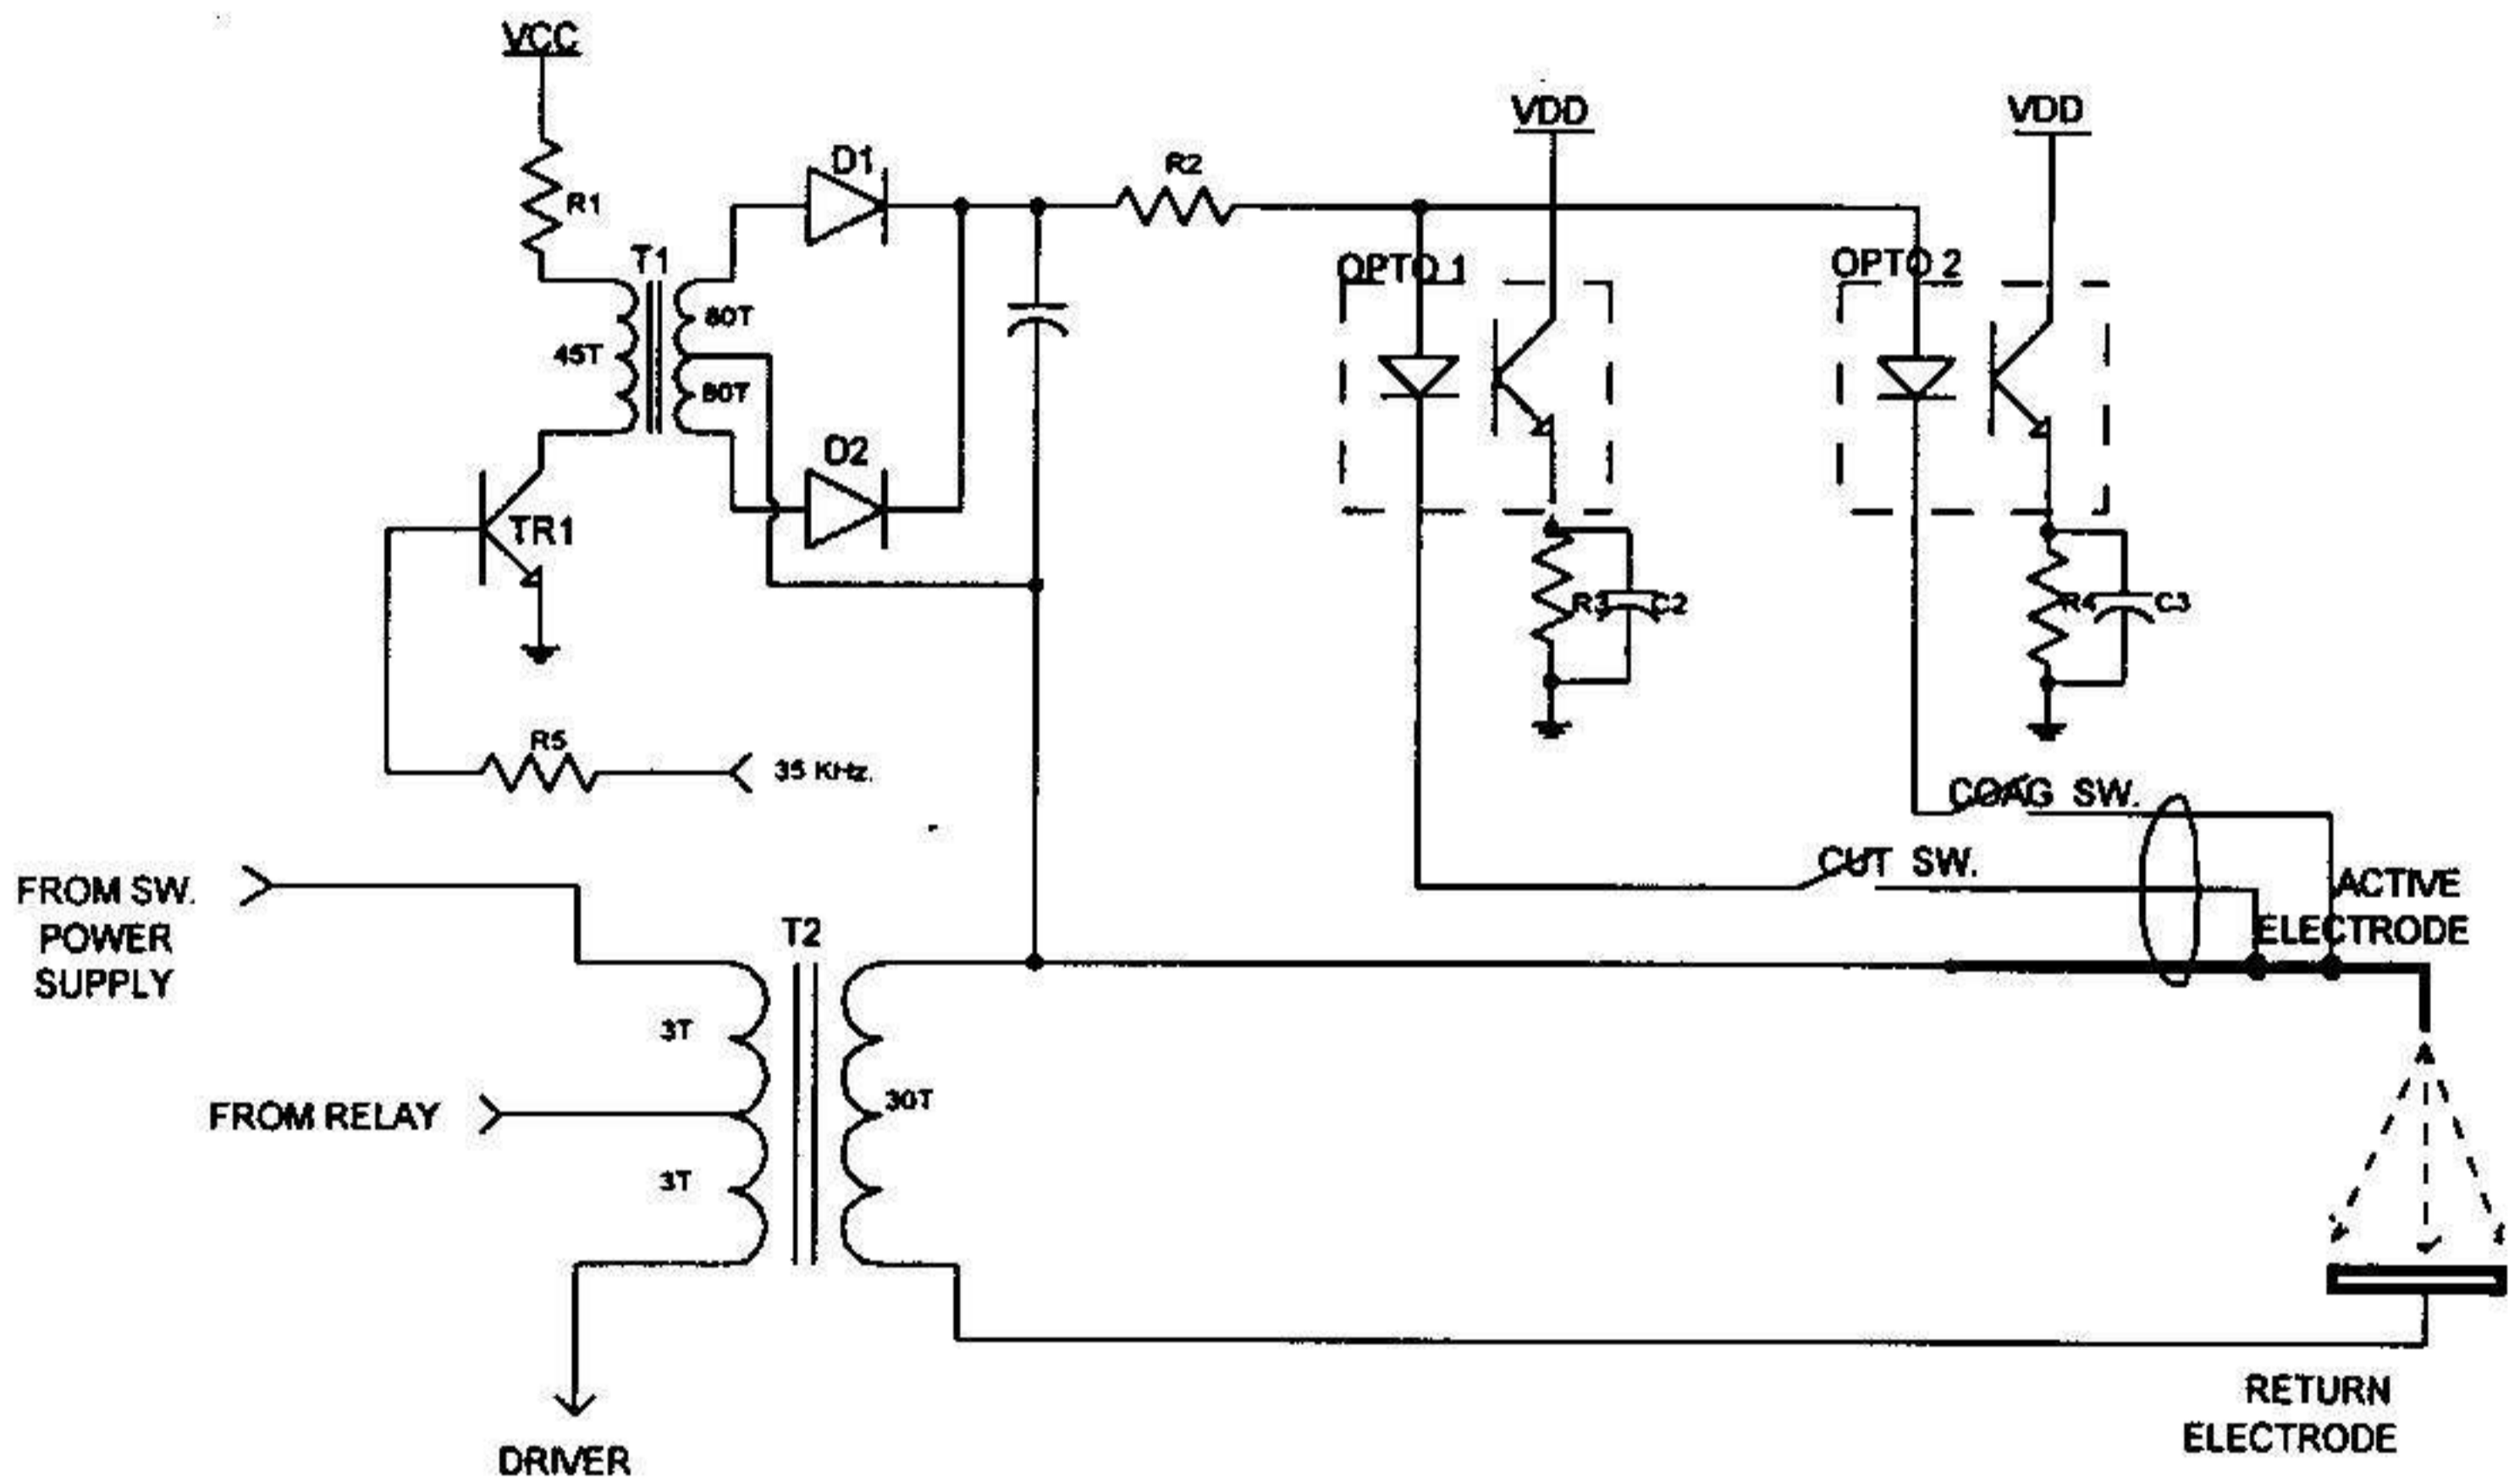 VCC
VDD
VDD
D1
R2
R1
T1
OPTO 1
OPTO 2
80T
45T
80T
D2
TR1
R3
C2
R4
C3
R5
35 KHz.
COAG SW.
CUT SW.
FROM SW.
POWER
SUPPLY
ACTIVE
ELECTRODE
T2
3T
30T
FROM RELAY
3T
RETURN
ELECTRODE
DRIVER